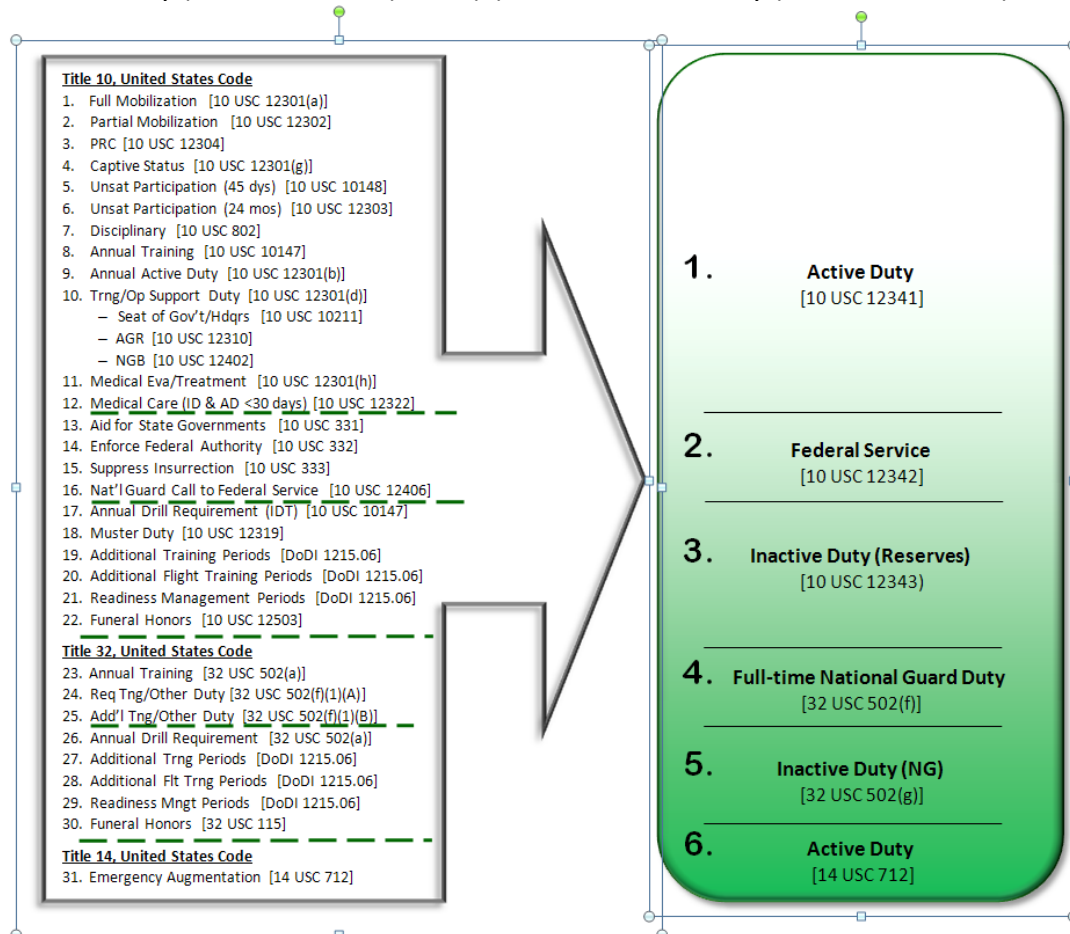 Title 10, United States Code
1. Full Mobilization [10 USC 12301(a)]
2. Partial Mobilization [10 USC 12302]
3. PRC [10 USC 12304]
4. Captive Status [10 USC 12301(g)]
5. Unsat Participation (45 dys) [10 USC 10148]
6. Unsat Participation (24 mos) [10 USC 12303]
7. Disciplinary [10 USC 802]
8. Annual Training [10 USC 10147]
9. Annual Active Duty [10 USC 12301(b)]
10. Trng/Op Support Duty [10 USC 12301(d)]
– Seat of Gov't/Hdqrs [10 USC 10211]
– AGR [10 USC 12310]
– NGB [10 USC 12402]
11. Medical Eva/Treatment [10 USC 12301(h)]
12. Medical Care (ID & AD <30 days) [10 USC 12322]
13. Aid for State Governments [10 USC 331]
14. Enforce Federal Authority [10 USC 332]
15. Suppress Insurrection [10 USC 333]
16. Nat'l Guard Call to Federal Service [10 USC 12406]
17. Annual Drill Requirement (IDT) [10 USC 10147]
18. Muster Duty [10 USC 12319]
19. Additional Training Periods [DoDI 1215.06]
20. Additional Flight Training Periods [DoDI 1215.06]
21. Readiness Management Periods [DoDI 1215.06]
22. Funeral Honors [10 USC 12503]
Title 32, United States Code
23. Annual Training [32 USC 502(a)]
24. Req Tng/Other Duty [32 USC 502(f)(1)(A)]
25. Add'l Tng/Other Duty [32 USC 502(f)(1)(B)]
26. Annual Drill Requirement [32 USC 502(a)]
27. Additional Trng Periods [DoDI 1215.06]
28. Additional Flt Trng Periods [DoDI 1215.06]
29. Readiness Mngt Periods [DoDI 1215.06]
30. Funeral Honors [32 USC 115]
Title 14, United States Code
31. Emergency Augmentation [14 USC 712]
1. Active Duty
[10 USC 12341]
2. Federal Service
[10 USC 12342]
3. Inactive Duty (Reserves)
[10 USC 12343)
4. Full-time National Guard Duty
[32 USC 502(f)]
5. Inactive Duty (NG)
[32 USC 502(g)]
6. Active Duty
[14 USC 712]